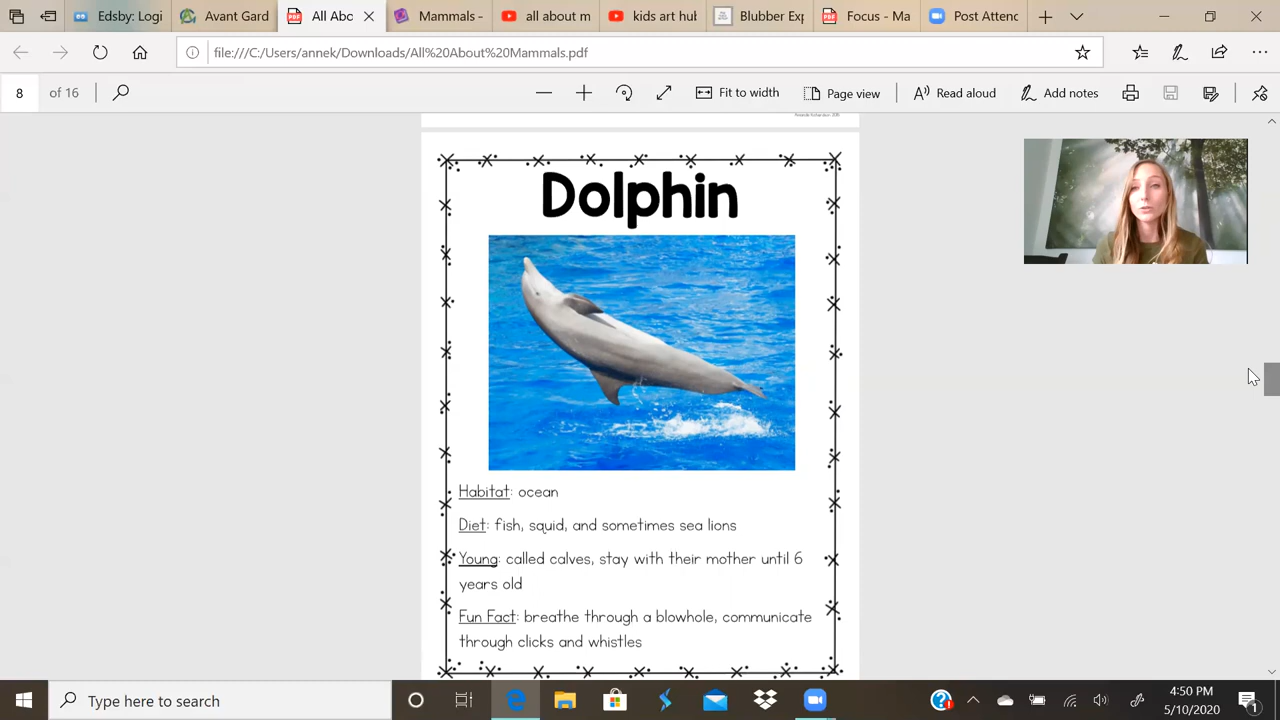 Edsby: Logi
Avant Gard
All Abc
Mammals -
all about m
kids art hub
Blubber Exp
Focus - Ma
Post Attenc
file:///C:/Users/annek/Downloads/All%20About%20Mammals.pdf
8 of 16
Fit to width
Page view
Read aloud
Add notes
Dolphin
Habitat: ocean
Diet: fish, squid, and sometimes sea lions
Young: called calves, stay with their mother until 6
years old
Fun Fact: breathe through a blowhole, communicate
through clicks and whistles
Type here to search
4:50 PM
5/10/2020